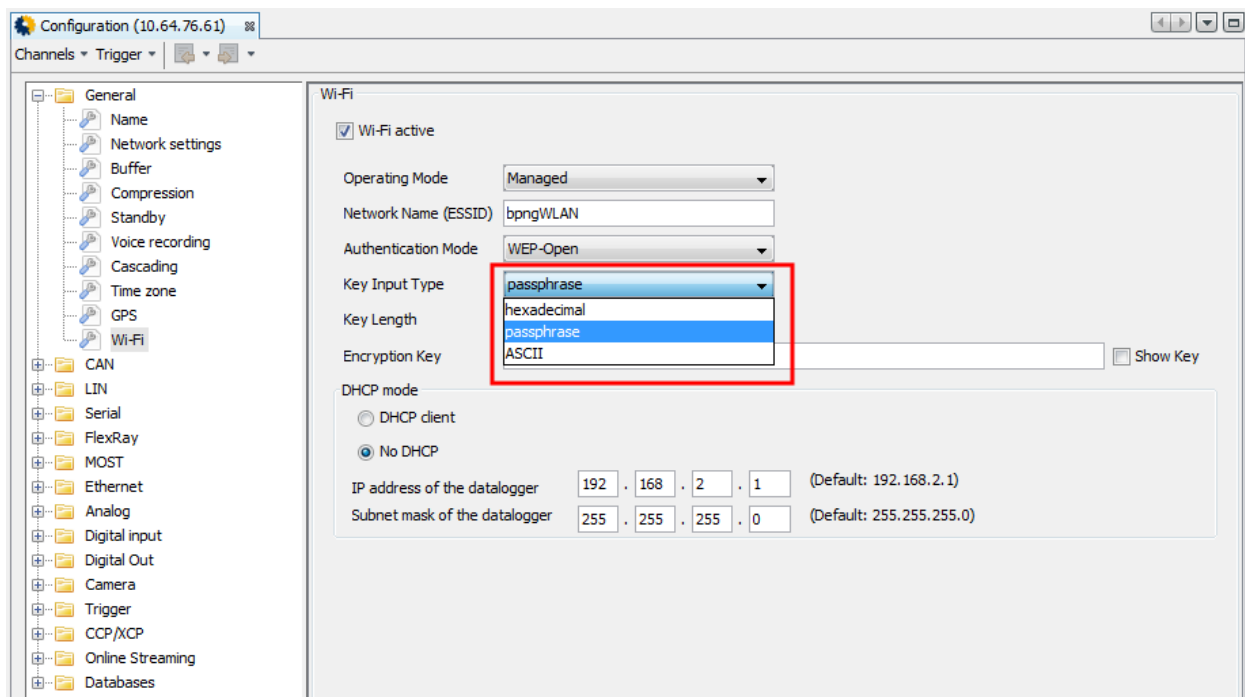 Configuration (10.64.76.61)
Channels Trigger
General
Name
Network settings
Buffer
Compression
Standby
Voice recording
Cascading
Time zone
GPS
Wi-Fi
CAN
LIN
Serial
FlexRay
MOST
Ethernet
Analog
Digital input
Digital Out
Camera
Trigger
CCP/XCP
Online Streaming
Databases
Wi-Fi
Wi-Fi active
Operating Mode Managed
Network Name (ESSID) bpngWLAN
Authentication Mode WEP-Open
Key Input Type passphrase
hexadecimal
Key Length passphrase
Encryption Key ASCII Show Key
DHCP mode
DHCP client
No DHCP
IP address of the datalogger 192 . 168 . 2 . 1 (Default: 192.168.2.1)
Subnet mask of the datalogger 255 . 255 . 255 . 0 (Default: 255.255.255.0)